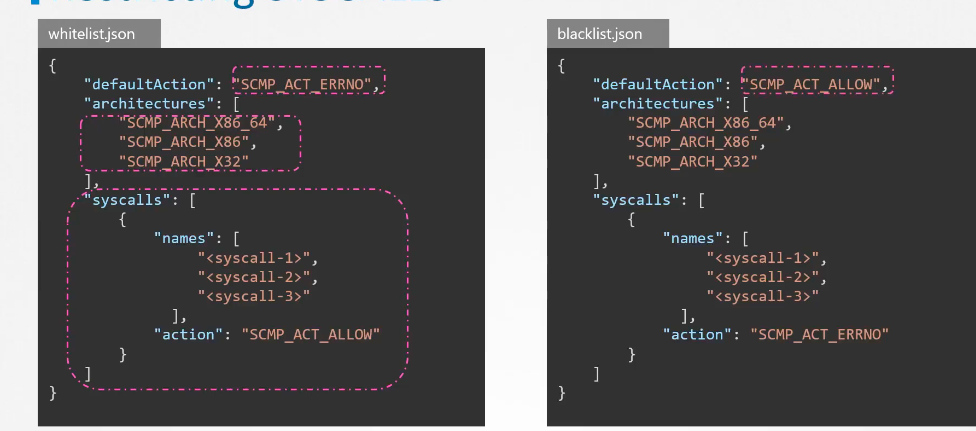 whitelist.json
{
"defaultAction": "SCMP_ACT_ERRNO",
"architectures": [
"SCMP_ARCH_X86_64",
"SCMP_ARCH_X86",
"SCMP_ARCH_X32"
],
"syscalls": [
{
"names": [
"<syscall-1>",
"<syscall-2>",
"<syscall-3>"
],
"action": "SCMP_ACT_ALLOW"
}
]
}
blacklist.json
{
"defaultAction": "SCMP_ACT_ALLOW",
"architectures": [
"SCMP_ARCH_X86_64",
"SCMP_ARCH_X86",
"SCMP_ARCH_X32"
],
"syscalls": [
{
"names": [
"<syscall-1>",
"<syscall-2>",
"<syscall-3>"
],
"action": "SCMP_ACT_ERRNO"
}
]
}